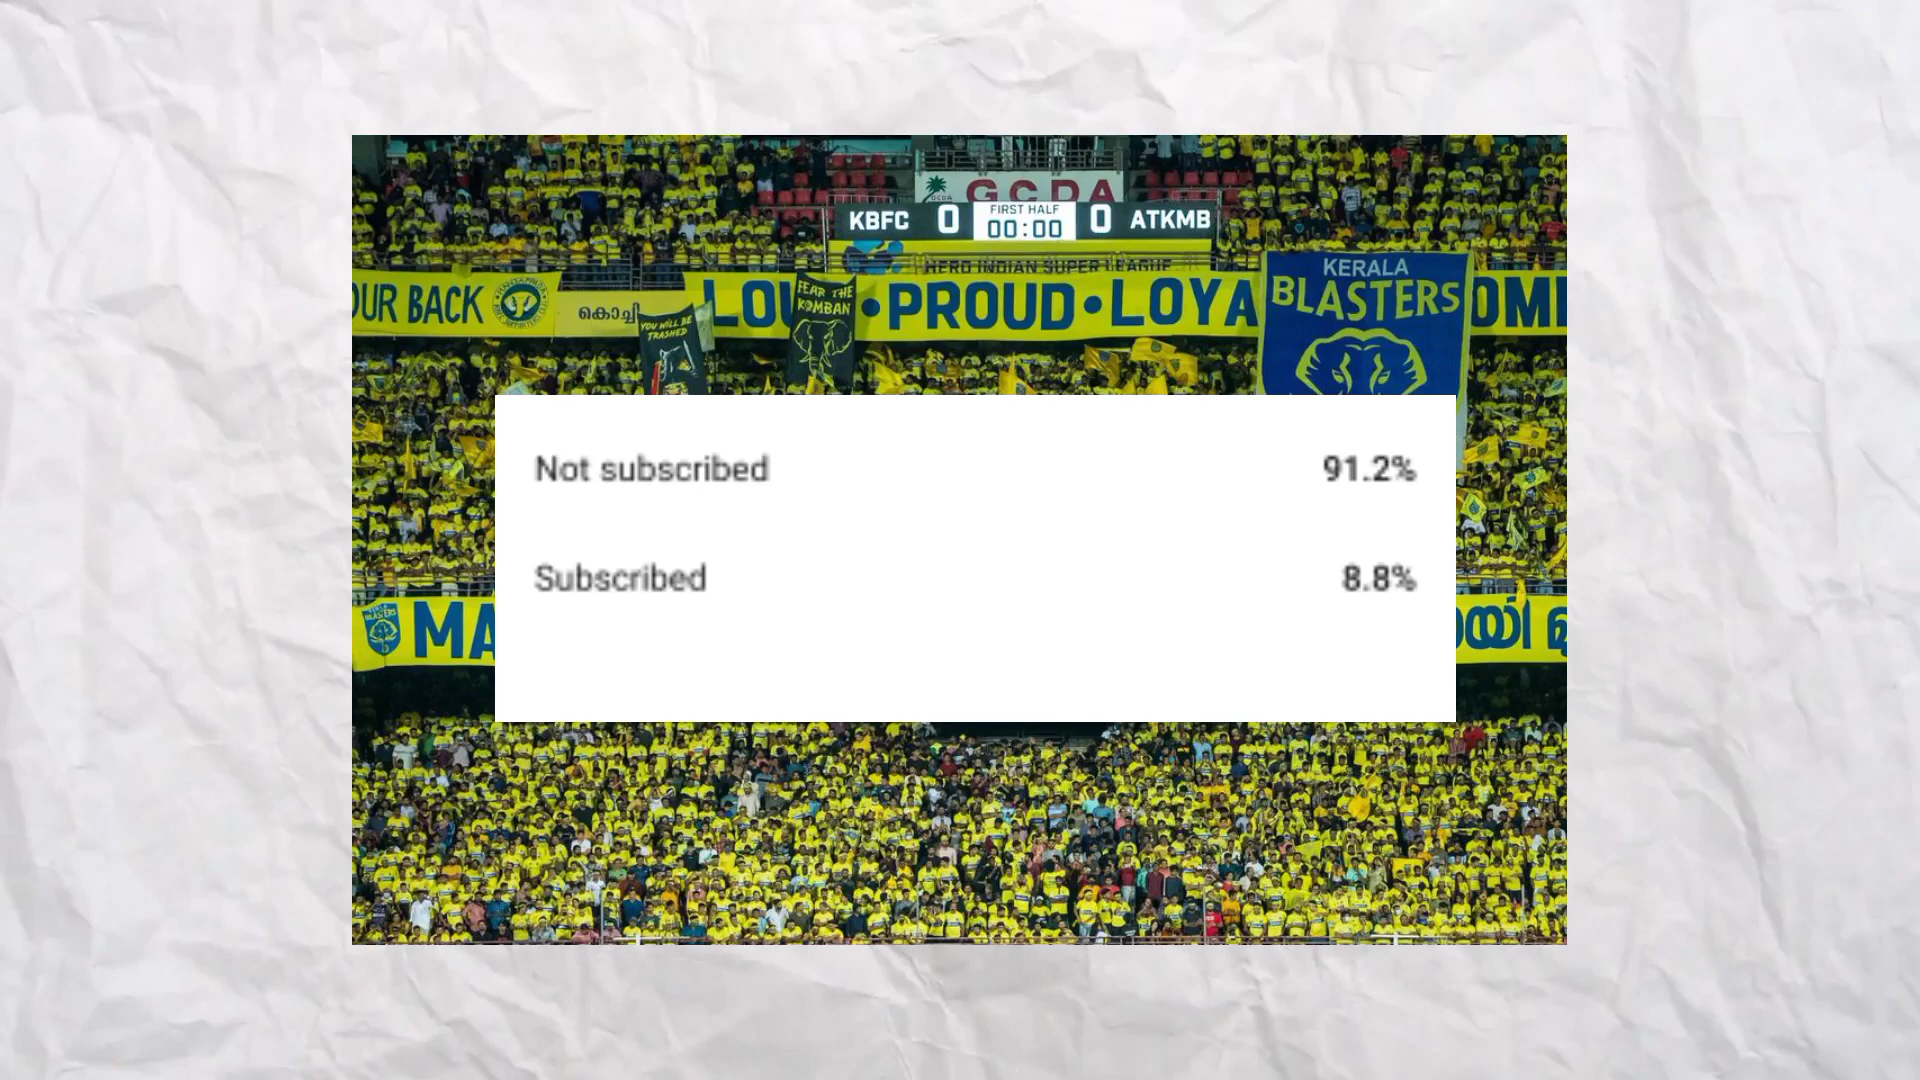 GCDA
KBFC 0 FIRST HALF 00:00 0 ATKMB
HERO INDIAN SUPER LEAGUE
OUR BACK
കൊച്ചി
YOU WILL BE TRASHED
FEAR THE KOMBAN
LOU
•PROUD•LOYA
KERALA
BLASTERS
OMI
Not subscribed 91.2%
Subscribed 8.8%
BLASTERS
MA
യി